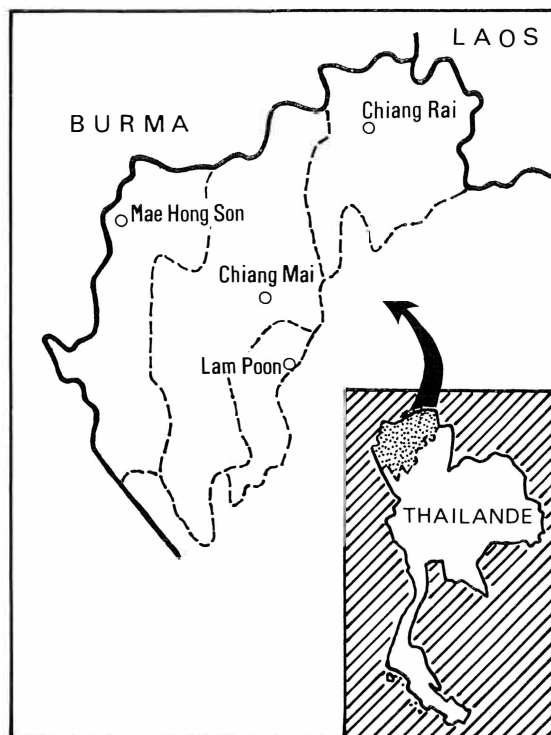 LAOS
BURMA
Chiang Rai
Mae Hong Son
Chiang Mai
Lam Poon
THAILANDE